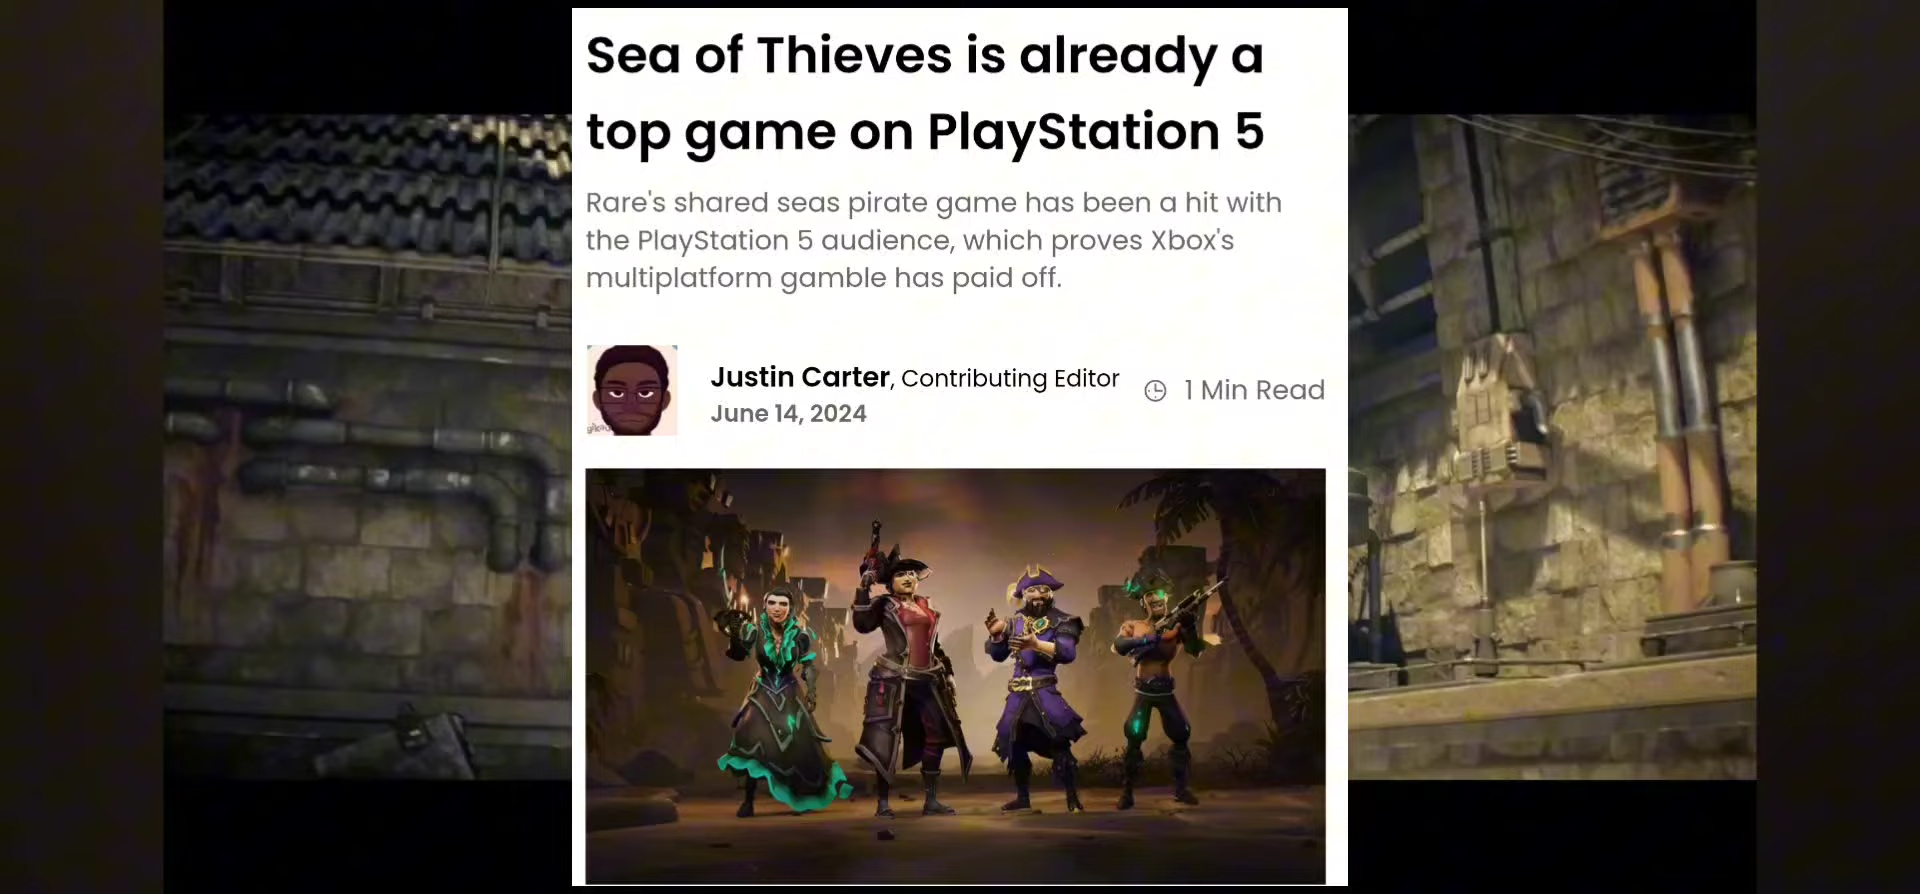 Sea of Thieves is already a
top game on PlayStation 5
Rare's shared seas pirate game has been a hit with
the PlayStation 5 audience, which proves Xbox's
multiplatform gamble has paid off.
Justin Carter, Contributing Editor
June 14, 2024
1 Min Read